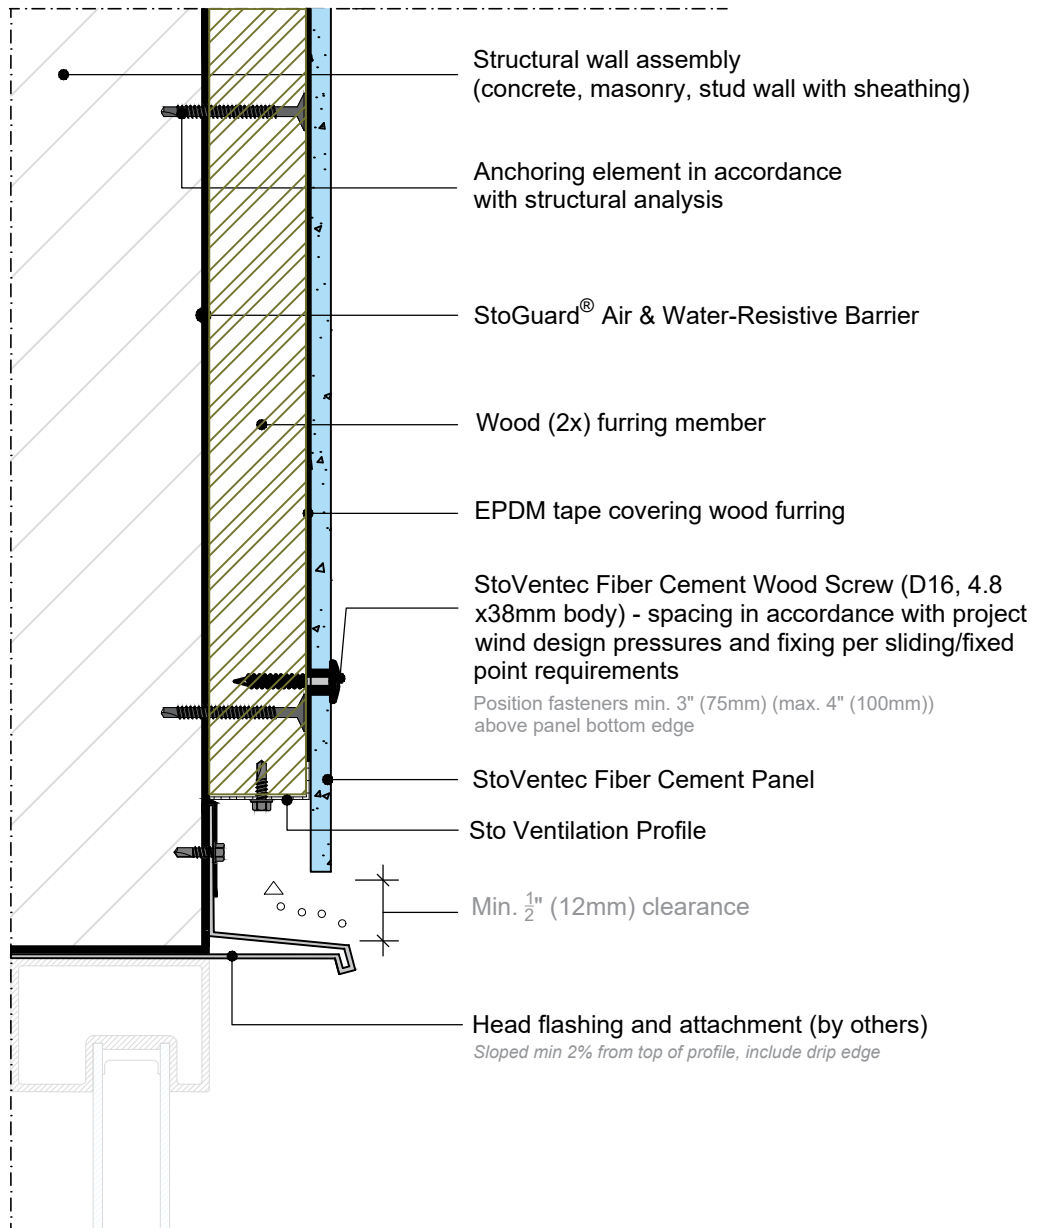 Structural wall assembly
(concrete, masonry, stud wall with sheathing)
Anchoring element in accordance
with structural analysis
StoGuard® Air & Water-Resistive Barrier
Wood (2x) furring member
EPDM tape covering wood furring
StoVentec Fiber Cement Wood Screw (D16, 4.8
x38mm body) - spacing in accordance with project
wind design pressures and fixing per sliding/fixed
point requirements
Position fasteners min. 3" (75mm) (max. 4" (100mm))
above panel bottom edge
StoVentec Fiber Cement Panel
Sto Ventilation Profile
Min. ½" (12mm) clearance
Head flashing and attachment (by others)
Sloped min 2% from top of profile, include drip edge